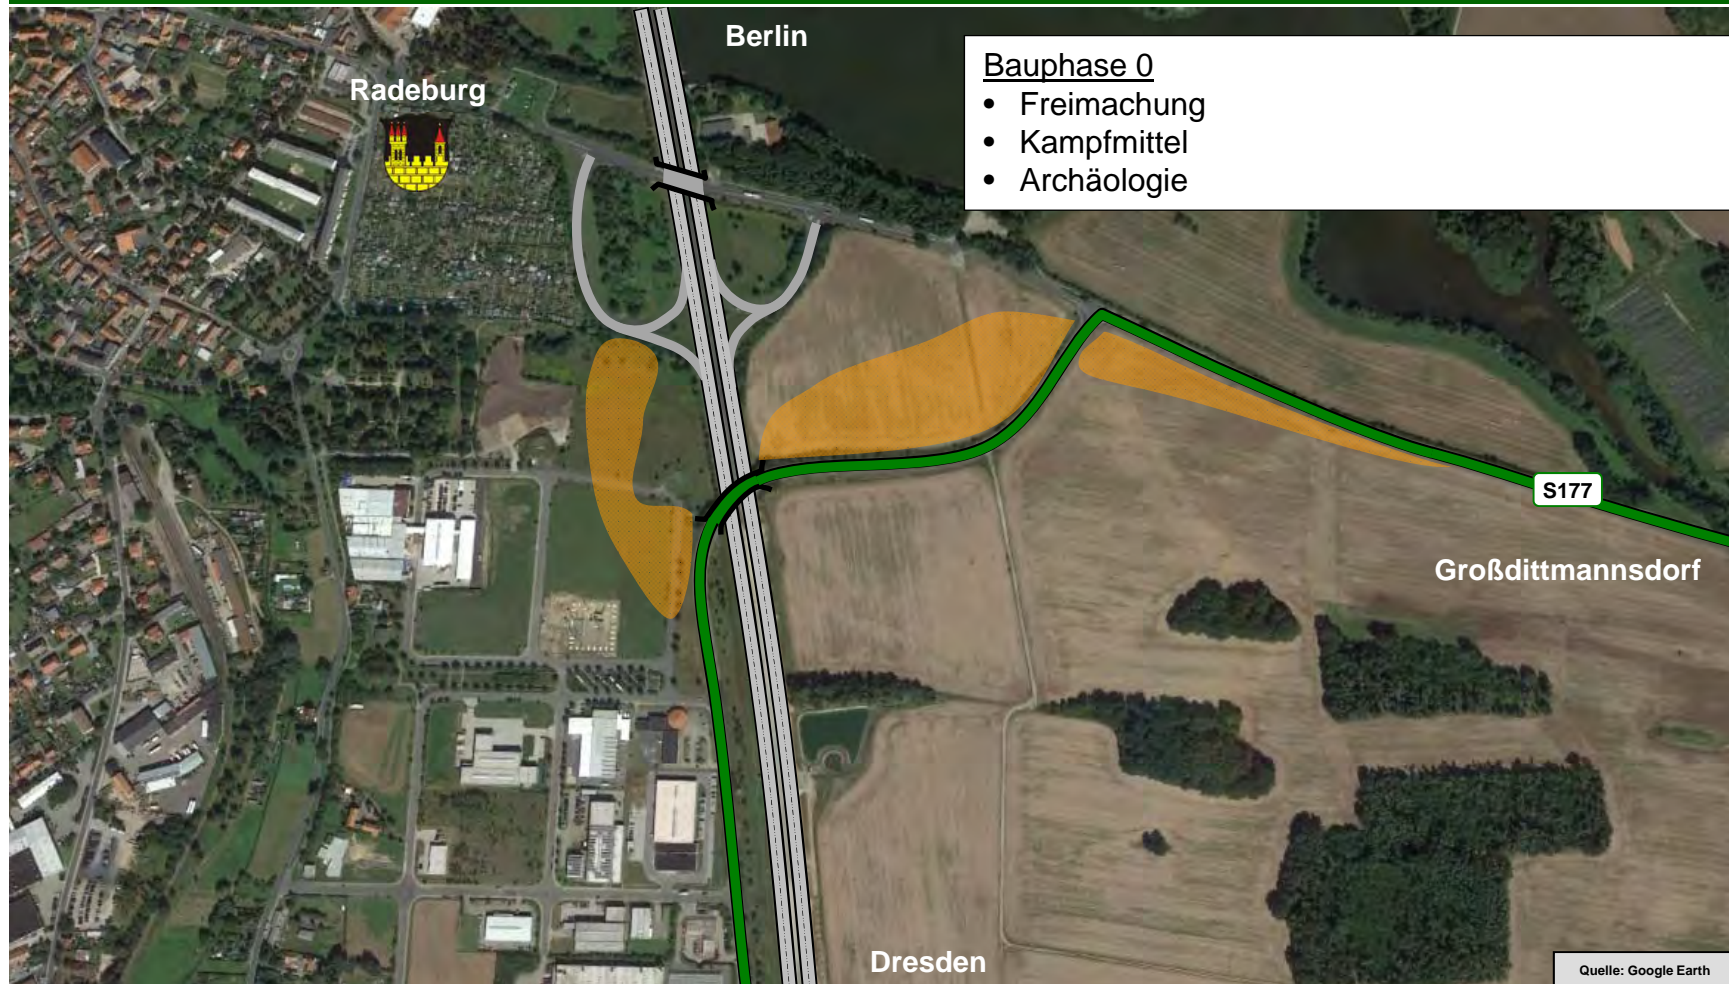 Berlin
Radeburg
Bauphase 0
• Freimachung
• Kampfmittel
• Archäologie
S177
Großdittmannsdorf
Dresden
Quelle: Google Earth